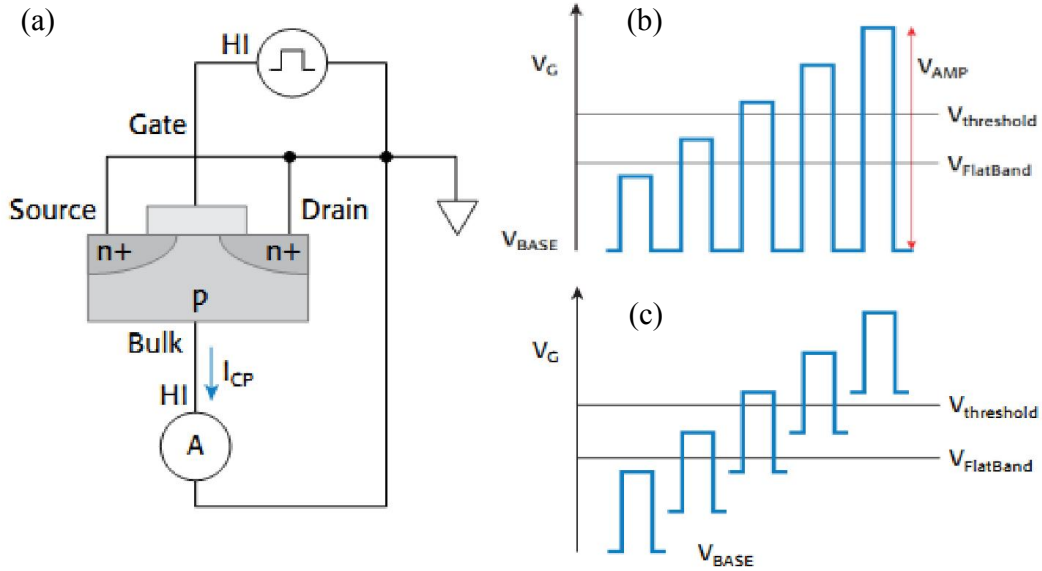 (a)
HI
Gate
Source
Drain
n+
n+
p
Bulk
I_CP
HI
A
(b)
V_G
V_AMP
V_threshold
V_FlatBand
V_BASE
(c)
V_G
V_threshold
V_FlatBand
V_BASE